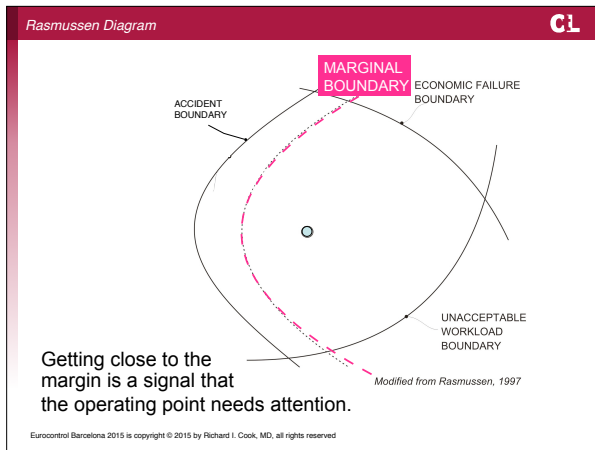 Rasmussen Diagram
CL
MARGINAL
BOUNDARY
ECONOMIC FAILURE
BOUNDARY
ACCIDENT
BOUNDARY
UNACCEPTABLE
WORKLOAD
BOUNDARY
Getting close to the
margin is a signal that
the operating point needs attention.
Modified from Rasmussen, 1997
Eurocontrol Barcelona 2015 is copyright © 2015 by Richard I. Cook, MD, all rights reserved